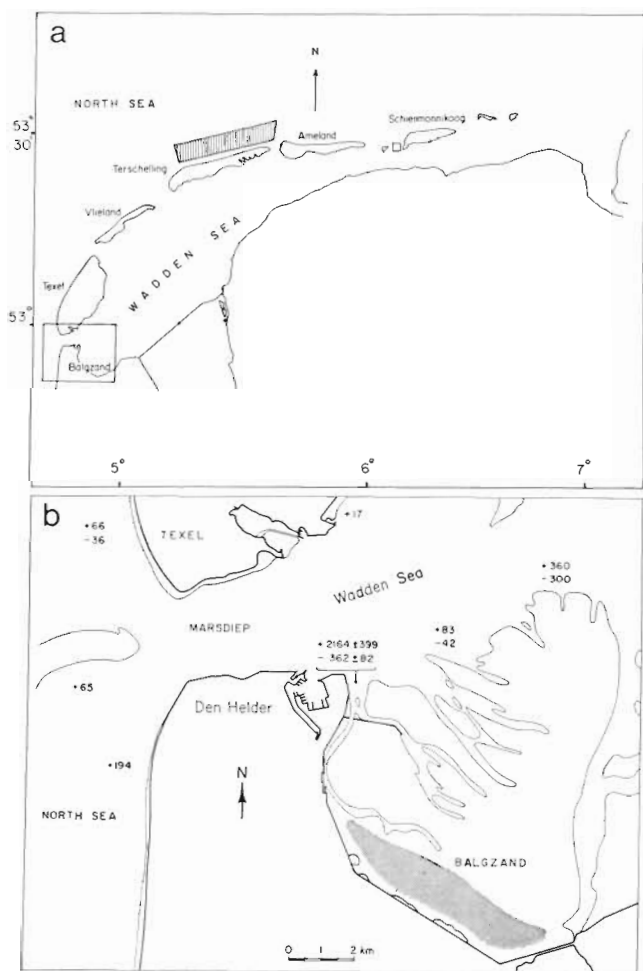 a
N
NORTH SEA
53°
30'
Schiermonnikoog
Ameland
Terschelling
Vlieland
WADDEN SEA
Texel
53°
Balgzand
5°
6°
7°
b
+66
-36
TEXEL
+17
Wadden Sea
+360
-300
MARSDIEP
+2164 ±399
-362 ±82
+83
-42
+65
Den Helder
+194
N
NORTH SEA
BALGZAND
0 1 2 km